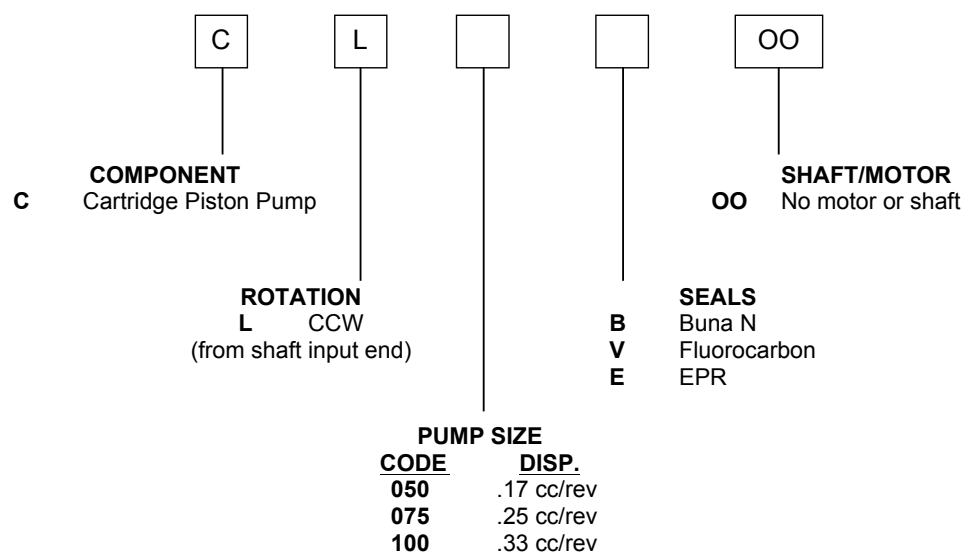 C L OO
COMPONENT
C Cartridge Piston Pump
SHAFT/MOTOR
OO No motor or shaft
ROTATION
L CCW
(from shaft input end)
SEALS
B Buna N
V Fluorocarbon
E EPR
PUMP SIZE
CODE DISP.
050 .17 cc/rev
075 .25 cc/rev
100 .33 cc/rev